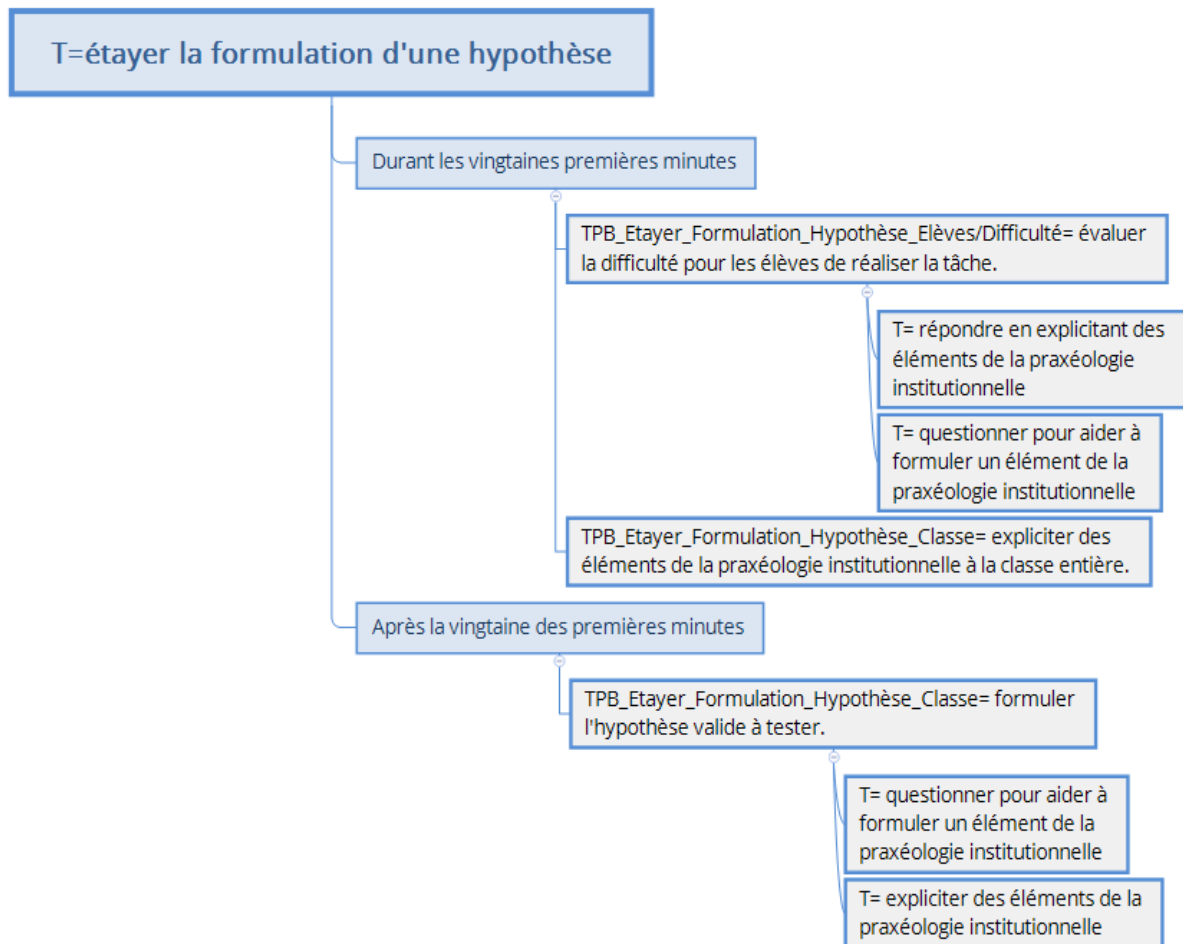 T=étayer la formulation d'une hypothèse
Durant les vingtaines premières minutes
TPB_Etayer_Formulation_Hypothèse_Elèves/Difficulté= évaluer
la difficulté pour les élèves de réaliser la tâche.
T= répondre en explicitant des
éléments de la praxéologie
institutionnelle
T= questionner pour aider à
formuler un élément de la
praxéologie institutionnelle
TPB_Etayer_Formulation_Hypothèse_Classe= expliciter des
éléments de la praxéologie institutionnelle à la classe entière.
Après la vingtaine des premières minutes
TPB_Etayer_Formulation_Hypothèse_Classe= formuler
l'hypothèse valide à tester.
T= questionner pour aider à
formuler un élément de la
praxéologie institutionnelle
T= expliciter des éléments de la
praxéologie institutionnelle